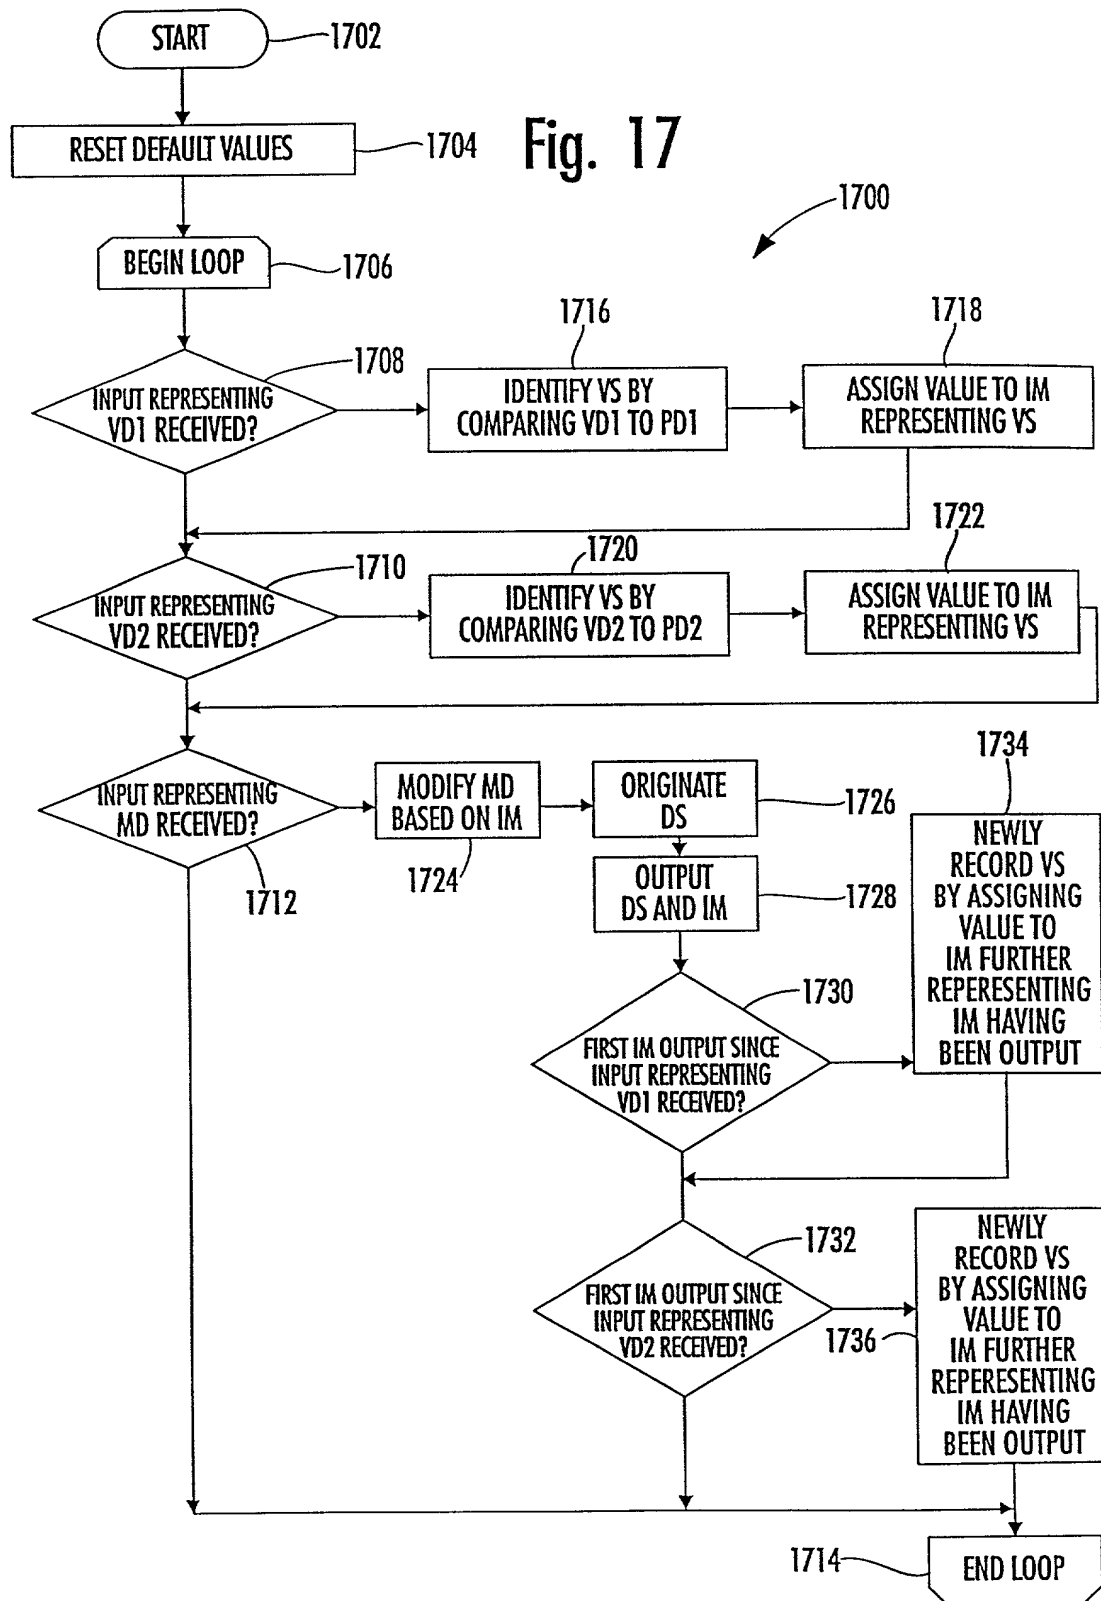 START
1702
RESET DEFAULT VALUES
1704
Fig. 17
1700
BEGIN LOOP
1706
1708
INPUT REPRESENTING
VD1 RECEIVED?
1716
IDENTIFY VS BY
COMPARING VD1 TO PD1
1718
ASSIGN VALUE TO IM
REPRESENTING VS
1710
INPUT REPRESENTING
VD2 RECEIVED?
1720
IDENTIFY VS BY
COMPARING VD2 TO PD2
1722
ASSIGN VALUE TO IM
REPRESENTING VS
INPUT REPRESENTING
MD RECEIVED?
1712
MODIFY MD
BASED ON IM
1724
ORIGINATE
DS
1726
OUTPUT
DS AND IM
1728
1730
FIRST IM OUTPUT SINCE
INPUT REPRESENTING
VD1 RECEIVED?
1734
NEWLY
RECORD VS
BY ASSIGNING
VALUE TO
IM FURTHER
REPERESENTING
IM HAVING
BEEN OUTPUT
1732
FIRST IM OUTPUT SINCE
INPUT REPRESENTING
VD2 RECEIVED?
1736
NEWLY
RECORD VS
BY ASSIGNING
VALUE TO
IM FURTHER
REPERESENTING
IM HAVING
BEEN OUTPUT
1714
END LOOP